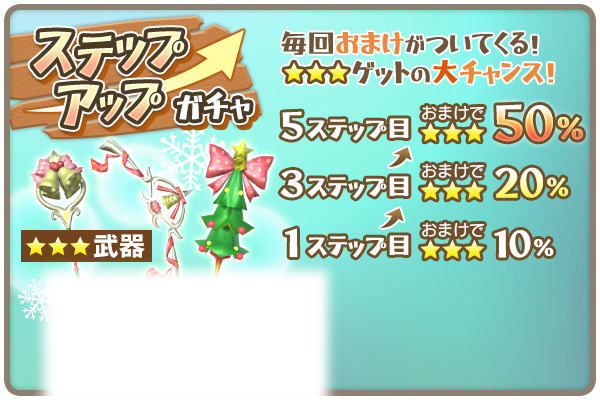 ステップ
アップガチャ
毎回おまけがついてくる!
★★★ゲットの大チャンス!
5ステップ目 おまけで ★★★ 50%
3ステップ目 おまけで ★★★ 20%
1ステップ目 おまけで ★★★ 10%
★★★武器